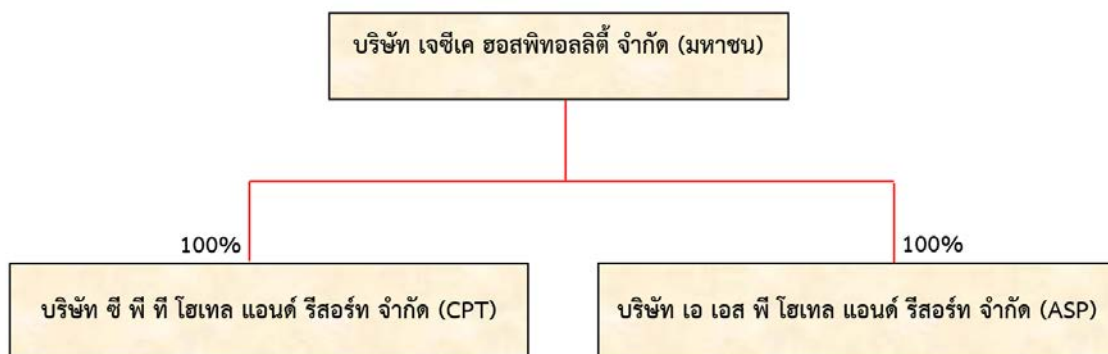 บริษัท เจซีเค ฮอสพิทอลลิตี้ จำกัด (มหาชน)
100%
100%
บริษัท ซี พี ที โฮเทล แอนด์ รีสอร์ท จำกัด (CPT)
บริษัท เอ เอส พี โฮเทล แอนด์ รีสอร์ท จำกัด (ASP)